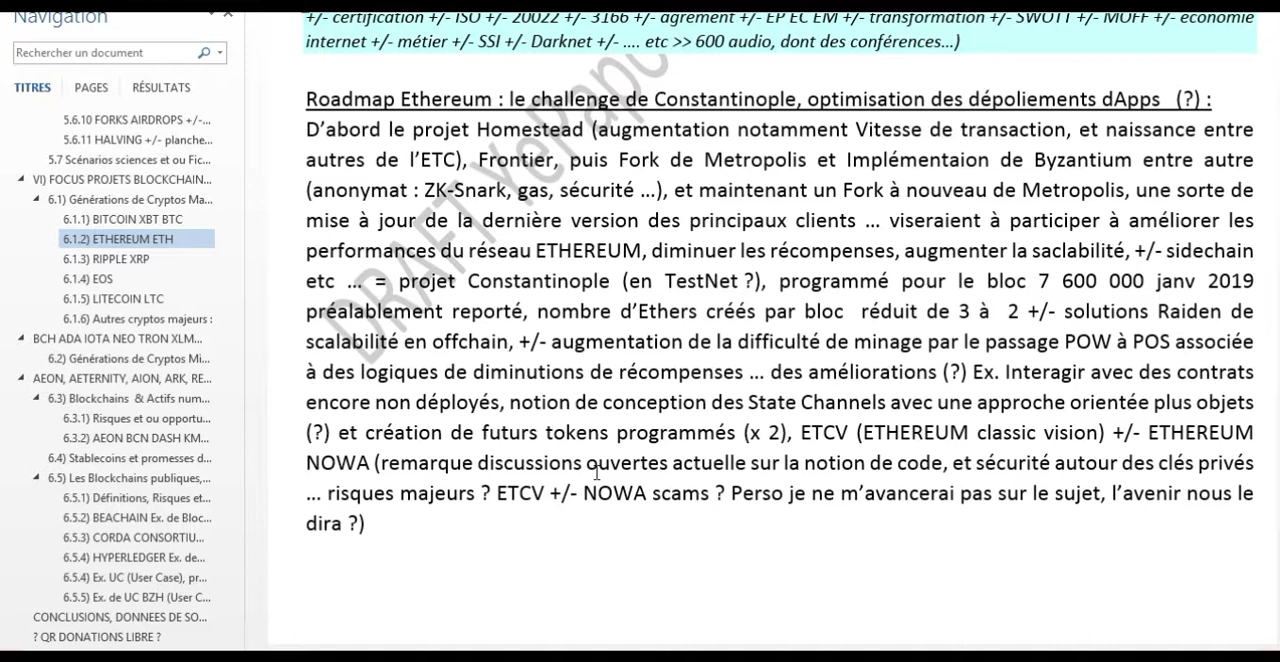 Navigation
Rechercher un document
TITRES PAGES RÉSULTATS
5.6.10 FORKS AIRDROPS +/-...
5.6.11 HALVING +/- planche...
5.7 Scénarios sciences et ou Fic...
VI) FOCUS PROJETS BLOCKCHAIN...
6.1) Générations de Cryptos Ma...
6.1.1) BITCOIN XBT BTC
6.1.2) ETHEREUM ETH
6.1.3) RIPPLE XRP
6.1.4) EOS
6.1.5) LITECOIN LTC
6.1.6) Autres cryptos majeurs :
BCH ADA IOTA NEO TRON XLM...
6.2) Générations de Cryptos Mi...
AEON, AETERNITY, AION, ARK, RE...
6.3) Blockchains & Actifs num...
6.3.1) Risques et ou opportu...
6.3.2) AEON BCN DASH KM...
6.4) Stablecoins et promesses d...
6.5) Les Blockchains publiques,...
6.5.1) Définitions, Risques et...
6.5.2) BEACHAIN Ex. de Bloc...
6.5.3) CORDA CONSORTIU...
6.5.4) HYPERLEDGER Ex. de...
6.5.4) Ex. UC (User Case), pr...
6.5.5) Ex. de UC BZH (User C...
CONCLUSIONS, DONNEES DE SO...
? QR DONATIONS LIBRE ?
+/- certification +/- ISO +/- 20022 +/- 3166 +/- agrément +/- EP EC EM +/- transformation +/- SWOTT +/- MOFF +/- économie
internet +/- métier +/- SSI +/- Darknet +/- .... etc >> 600 audio, dont des conférences...)
Roadmap Ethereum : le challenge de Constantinople, optimisation des dépoliements dApps (?) :
D’abord le projet Homestead (augmentation notamment Vitesse de transaction, et naissance entre
autres de l’ETC), Frontier, puis Fork de Metropolis et Implémentaion de Byzantium entre autre
(anonymat : ZK-Snark, gas, sécurité ...), et maintenant un Fork à nouveau de Metropolis, une sorte de
mise à jour de la dernière version des principaux clients ... viseraient à participer à améliorer les
performances du réseau ETHEREUM, diminuer les récompenses, augmenter la saclabilité, +/- sidechain
etc ... = projet Constantinople (en TestNet ?), programmé pour le bloc 7 600 000 janv 2019
préalablement reporté, nombre d’Ethers créés par bloc réduit de 3 à 2 +/- solutions Raiden de
scalabilité en offchain, +/- augmentation de la difficulté de minage par le passage POW à POS associée
à des logiques de diminutions de récompenses ... des améliorations (?) Ex. Interagir avec des contrats
encore non déployés, notion de conception des State Channels avec une approche orientée plus objets
(?) et création de futurs tokens programmés (x 2), ETCV (ETHEREUM classic vision) +/- ETHEREUM
NOWA (remarque discussions ouvertes actuelle sur la notion de code, et sécurité autour des clés privés
... risques majeurs ? ETCV +/- NOWA scams ? Perso je ne m’avancerai pas sur le sujet, l’avenir nous le
dira ?)
DRAFT